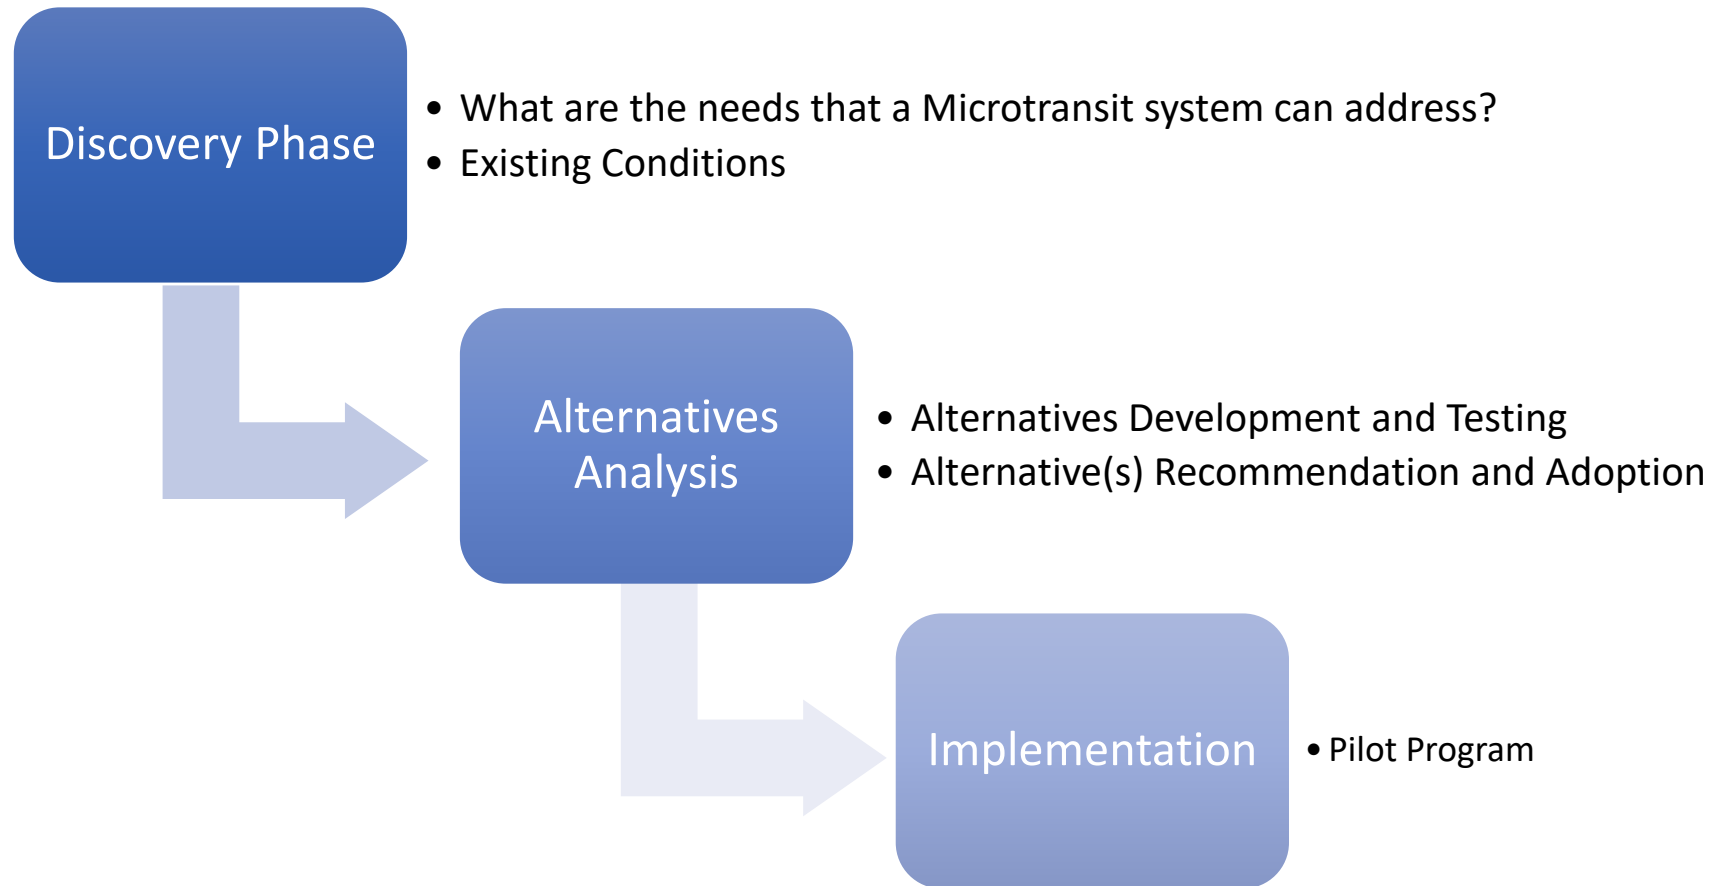 Discovery Phase
• What are the needs that a Microtransit system can address?
• Existing Conditions
Alternatives
Analysis
• Alternatives Development and Testing
• Alternative(s) Recommendation and Adoption
Implementation
• Pilot Program